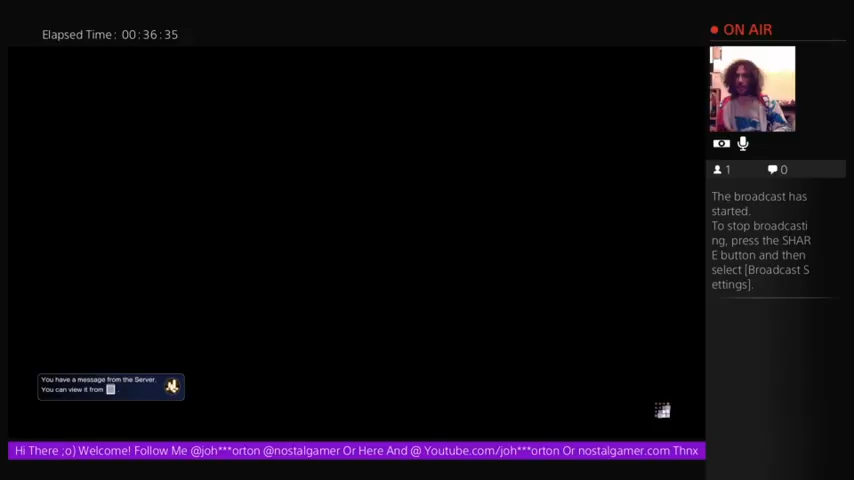 Elapsed Time: 00:36:35
ON AIR
1
0
The broadcast has
started.
To stop broadcasti
ng, press the SHAR
E button and then
select [Broadcast S
ettings].
You have a message from the Server.
You can view it from .
Hi There ;o) Welcome! Follow Me @joh***orton @nostalgamer Or Here And @ Youtube.com/joh***orton Or nostalgamer.com Thnx